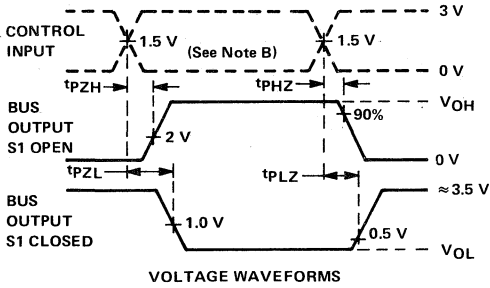 CONTROL
INPUT
1.5 V
(See Note B)
1.5 V
3 V
0 V
tPZH
tPHZ
BUS
OUTPUT
S1 OPEN
2 V
90%
VOH
0 V
tPZL
tPLZ
BUS
OUTPUT
S1 CLOSED
1.0 V
0.5 V
≈3.5 V
VOL
VOLTAGE WAVEFORMS